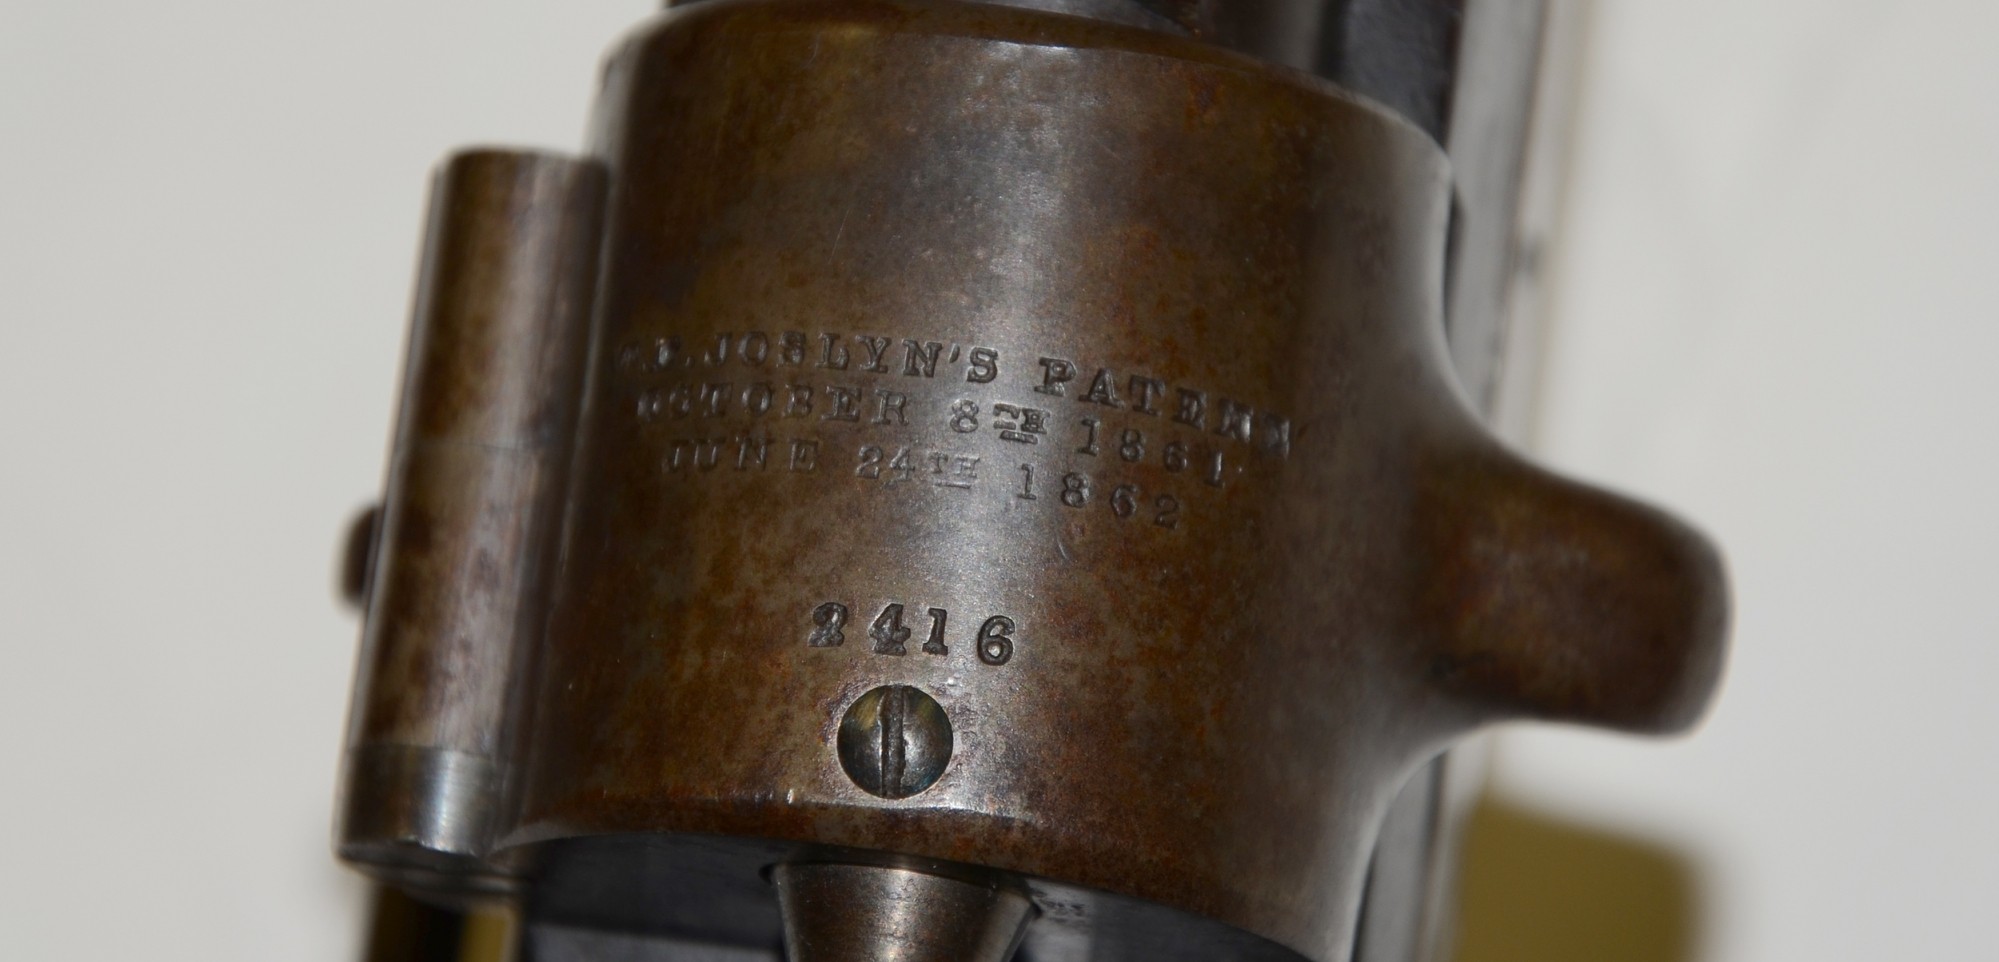 B.F. JOSLYN'S PATENT
OCTOBER 8TH 1861.
JUNE 24TH 1862
2416